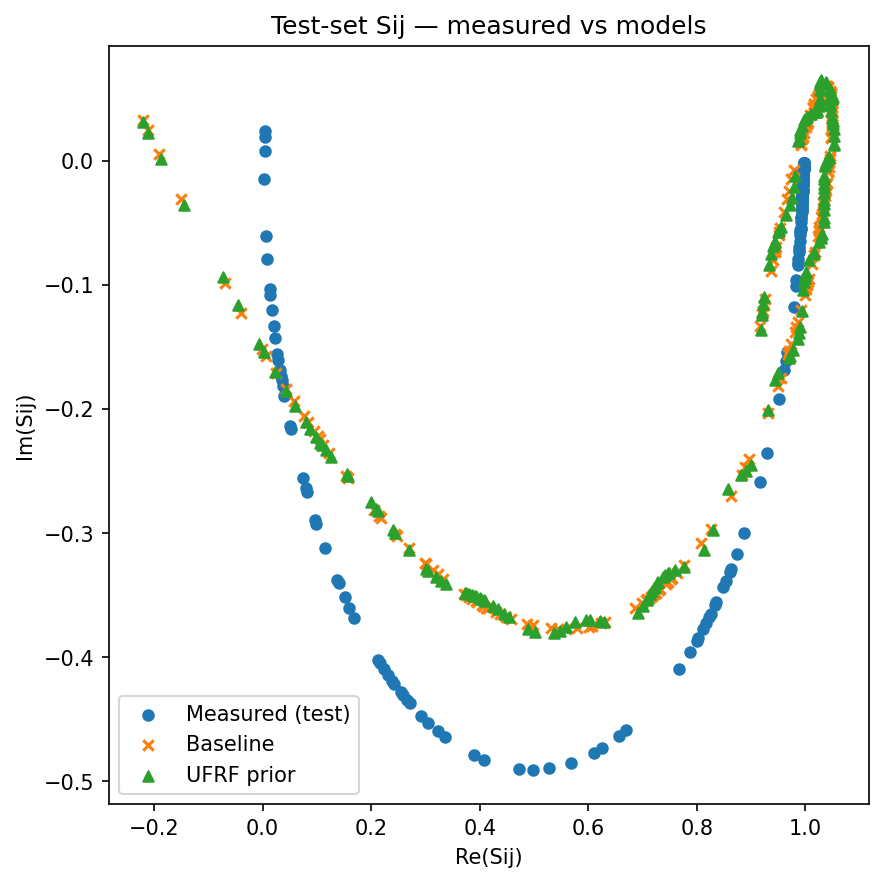 Test-set Sij — measured vs models
0.0
−0.1
−0.2
−0.3
−0.4
−0.5
Im(Sij)
Measured (test)
Baseline
UFRF prior
−0.2 0.0 0.2 0.4 0.6 0.8 1.0
Re(Sij)